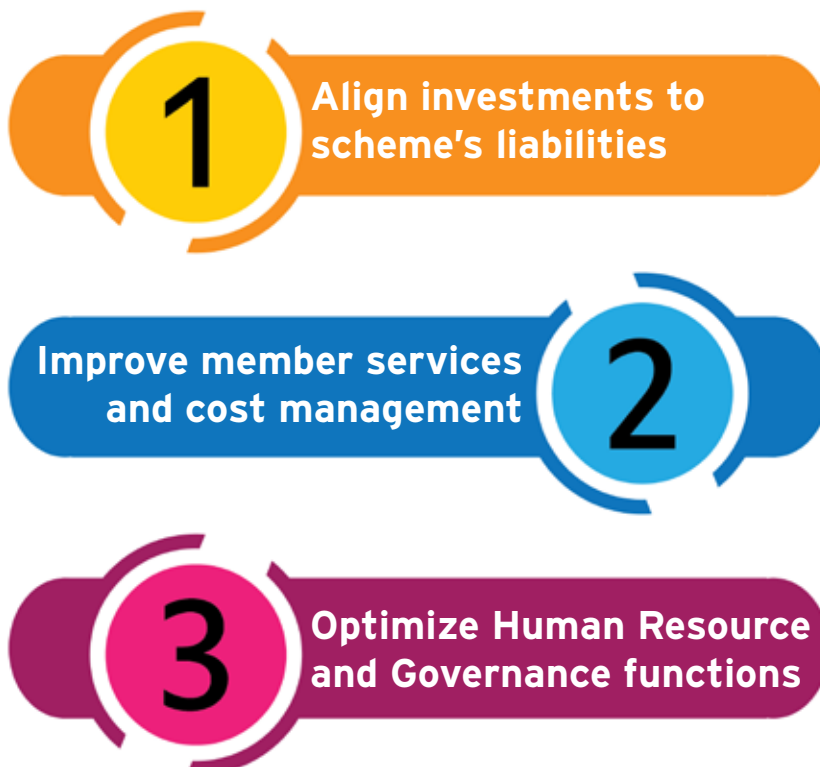 1
Align investments to
scheme's liabilities
Improve member services
and cost management
2
3
Optimize Human Resource
and Governance functions